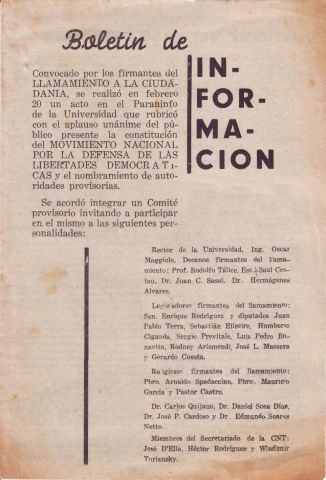 Boletín de
IN-
FOR-
MA-
CION
Convocado por los firmantes del
LLAMAMIENTO A LA CIUDA-
DANIA, se realizó en febrero
20 un acto en el Paraninfo
de la Universidad que rubricó
con el aplauso unánime del pú-
blico presente la constitución
del MOVIMIENTO NACIONAL
POR LA DEFENSA DE LAS
LIBERTADES DEMOCRATI-
CAS y el nombramiento de auto-
ridades provisorias.
Se acordó integrar un Comité
provisorio invitando a participar
en el mismo a las siguientes per-
sonalidades:
Rector de la Universidad, Ing. Oscar
Maggiolo, Decanos firmantes del llama-
miento: Prof. Rodolfo Tálice, Esc. Saúl Cos-
tau, Dr. Juan C. Sassi, Dr. Hermógenes
Alvarez.
Legisladores firmantes del llamamiento:
Sen. Enrique Rodríguez y diputados Juan
Pablo Terra, Sebastián Elizeire, Humberto
Ciganda, Sergio Previtale, Luis Pedro Bo-
navita, Rodney Arismendi, José L. Massera
y Gerardo Cuesta.
Religiosos firmantes del llamamiento:
Pbro. Arnaldo Spadaccino, Pbro. Mauricio
García y Pastor Castro.
Dr. Carlos Quijano, Dr. Daniel Sosa Días,
Dr. José P. Cardoso y Dr. Edmundo Soares
Netto.
Miembros del Secretariado de la CNT:
José D'Elía, Héctor Rodríguez y Wladimir
Turiansky.